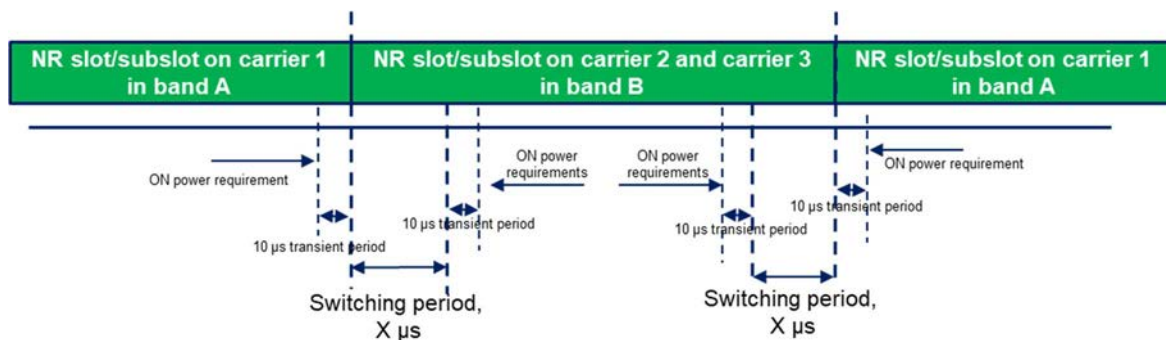 NR slot/subslot on carrier 1
in band A
NR slot/subslot on carrier 2 and carrier 3
in band B
NR slot/subslot on carrier 1
in band A
ON power requirement
10 µs transient period
ON power
requirements
10 µs transient period
ON power
requirements
10 µs transient period
ON power requirement
10 µs transient period
Switching period,
X µs
Switching period,
X µs